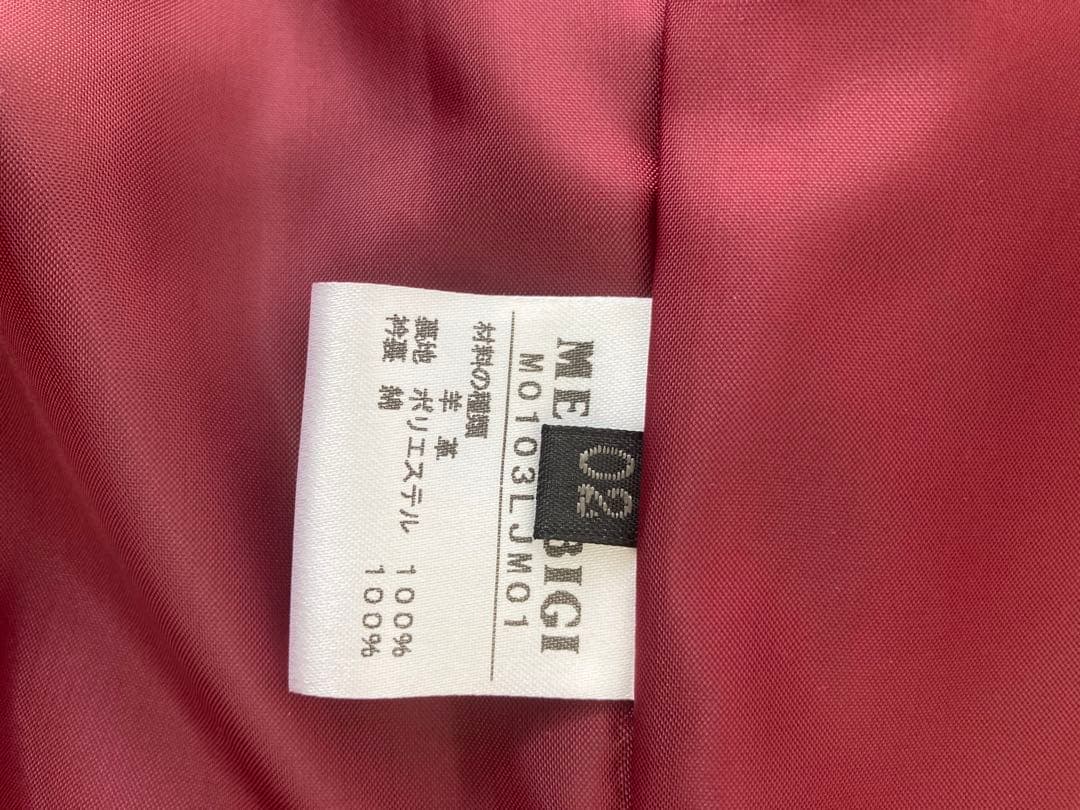 ME BIGI
02
M0103LJM01
材料の種類
羊 革
裏地 ポリエステル 100%
衿裏 綿 100%